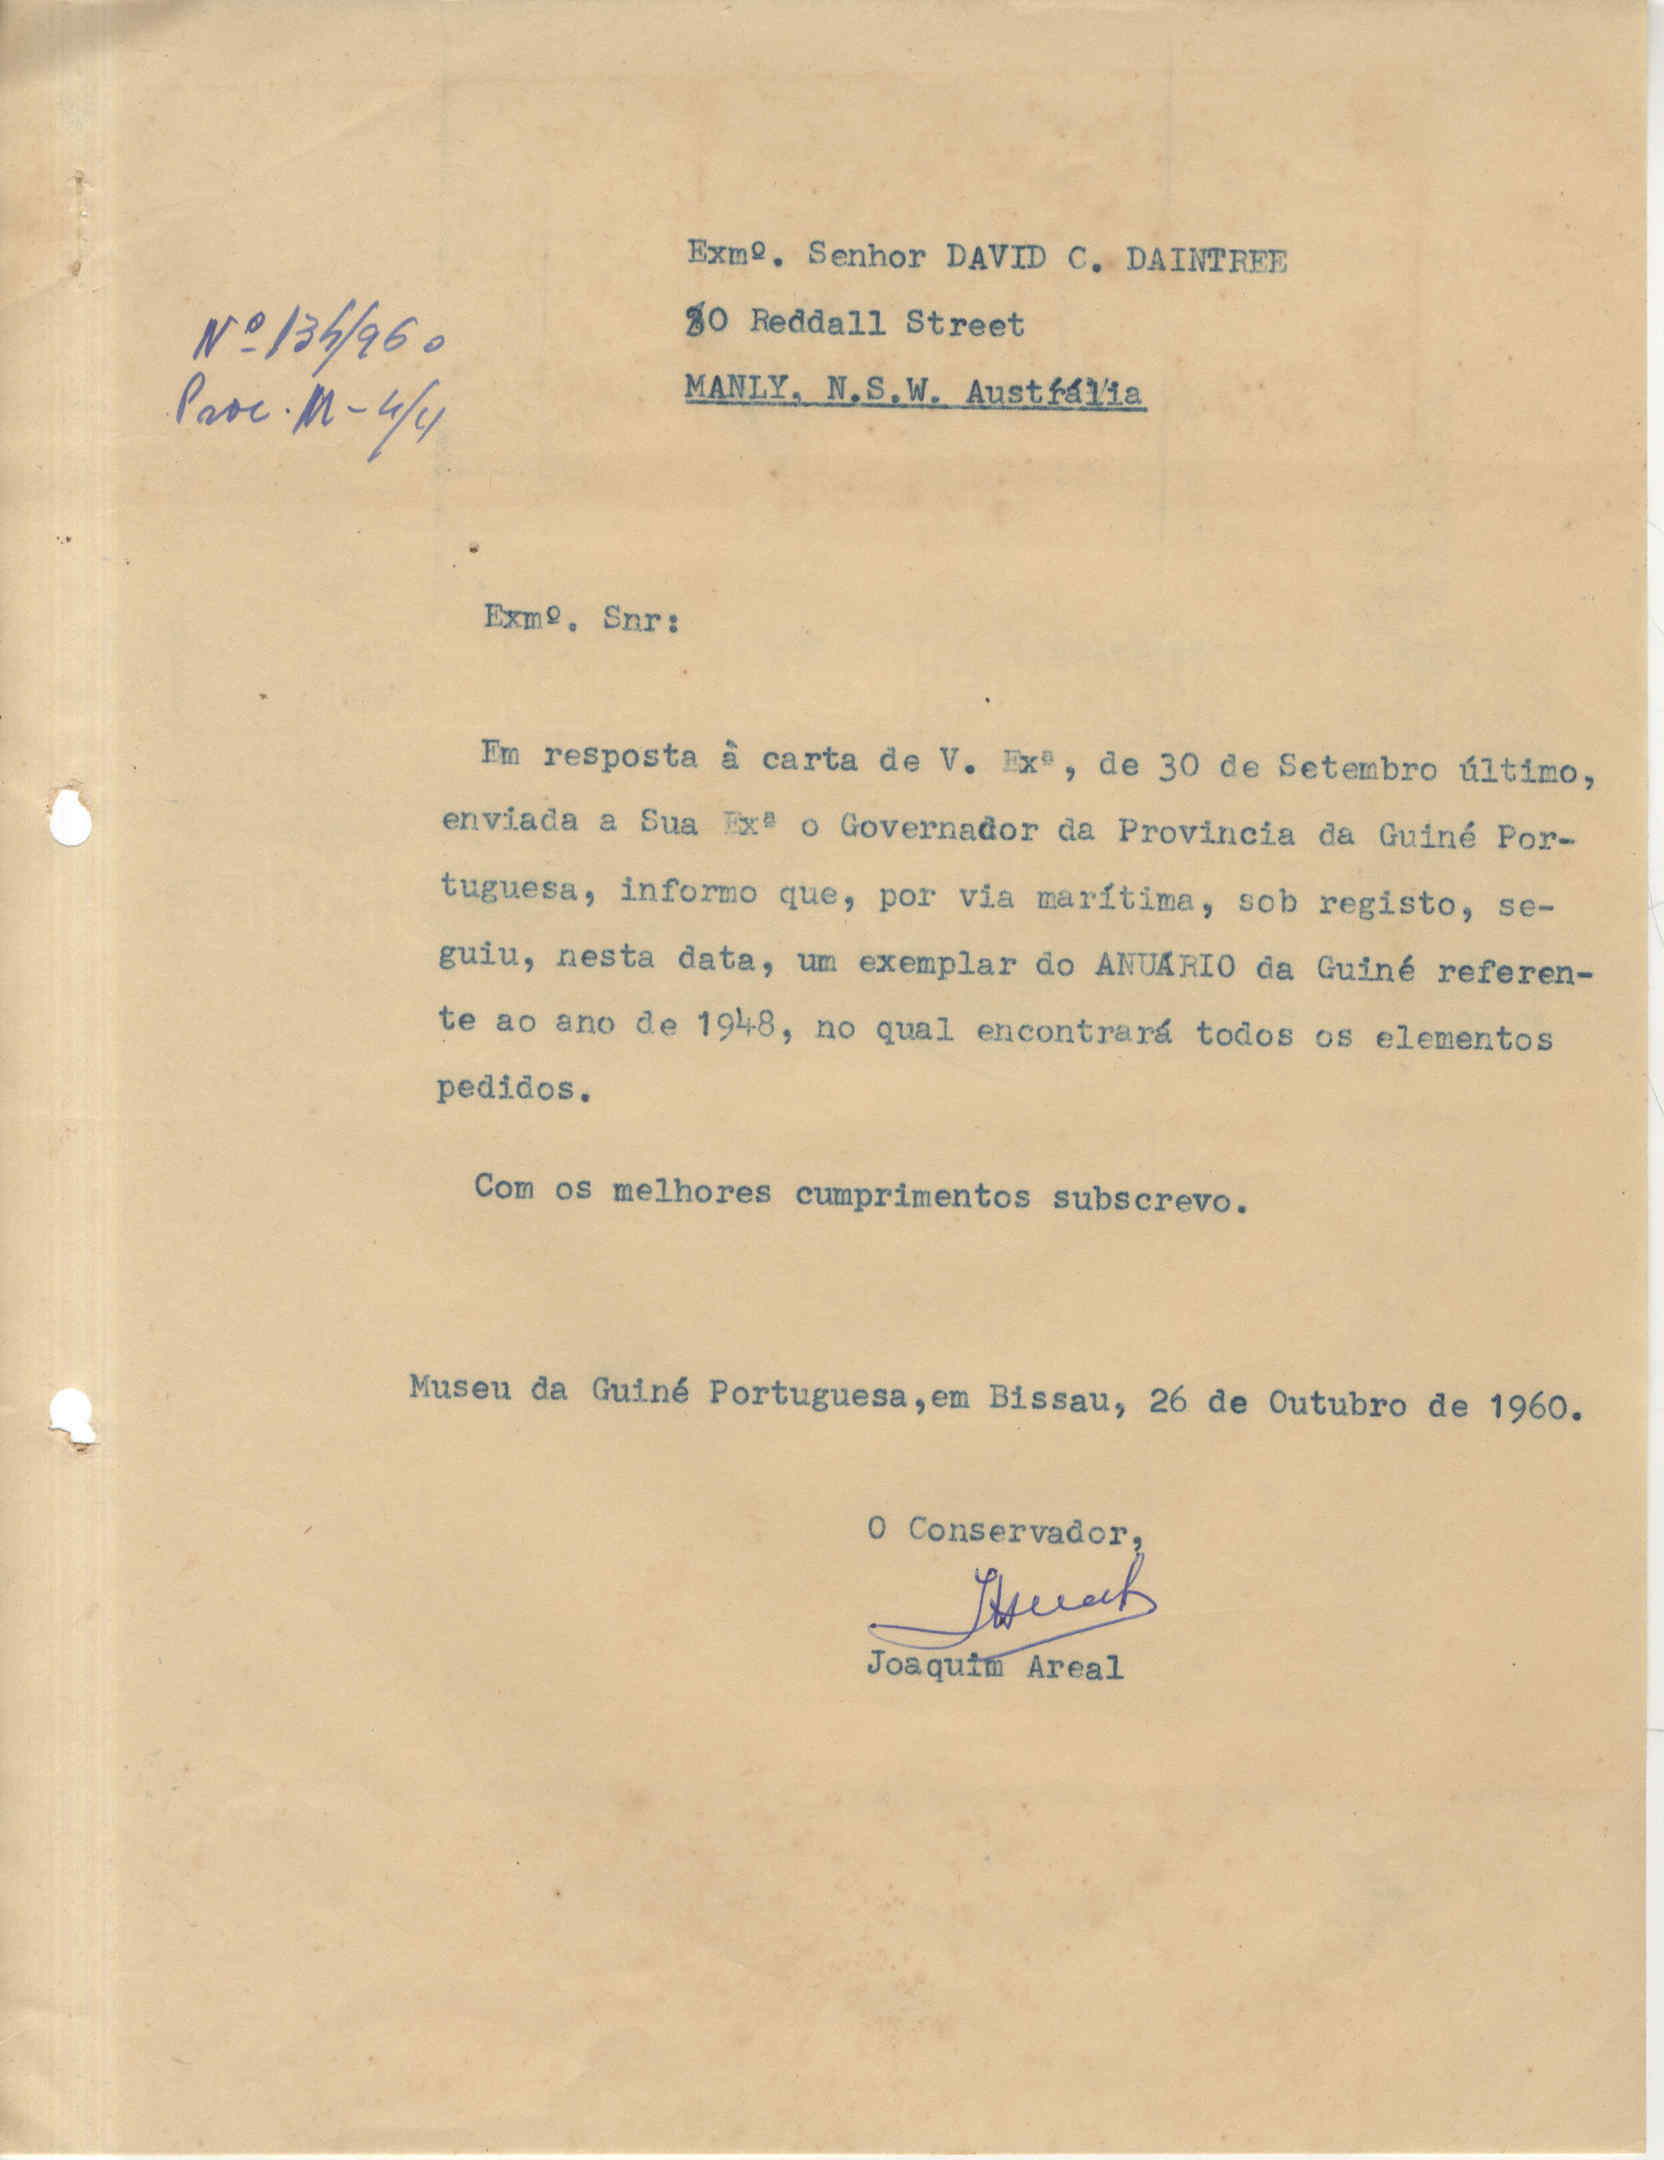 Exmº. Senhor DAVID C. DAINTREE
Reddall Street
MANLY, N.S.W. Austrália
Nº 134/960
Proc. M-4/4
Exmº. Snr:
Em resposta à carta de V. Exª, de 30 de Setembro último,
enviada a Sua Exª o Governador da Provincia da Guiné Por-
tuguesa, informo que, por via marítima, sob registo, se-
guiu, nesta data, um exemplar do ANUÁRIO da Guiné referen-
te ao ano de 1948, no qual encontrará todos os elementos
pedidos.
Com os melhores cumprimentos subscrevo.
Museu da Guiné Portuguesa,em Bissau, 26 de Outubro de 1960.
O Conservador,
Joaquim Areal